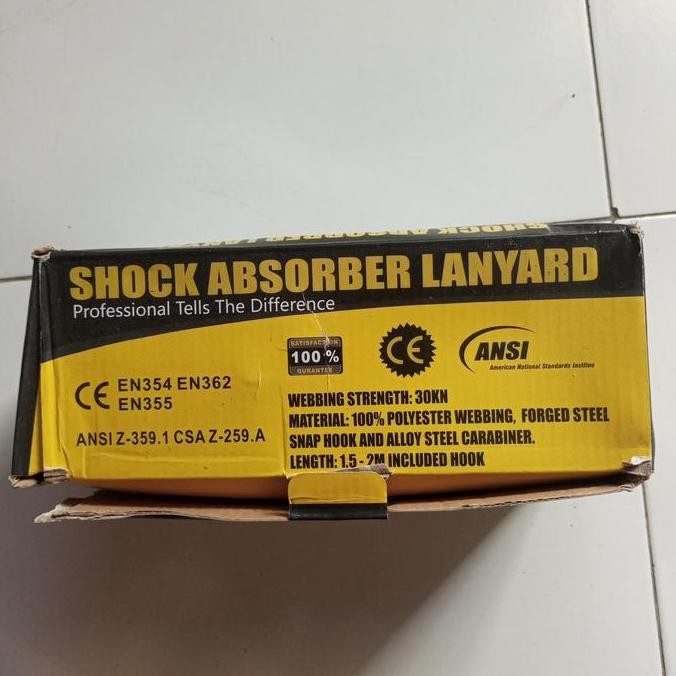 SHOCK ABSORBER LANYARD
Professional Tells The Difference
SATISFACTION
100 %
GURANTEE
CE
ANSI
American National Standards Institue
CE EN354 EN362
EN355
ANSI Z-359.1 CSA Z-259.A
WEBBING STRENGTH: 30KN
MATERIAL: 100% POLYESTER WEBBING, FORGED STEEL
SNAP HOOK AND ALLOY STEEL CARABINER.
LENGTH: 1.5 - 2M INCLUDED HOOK